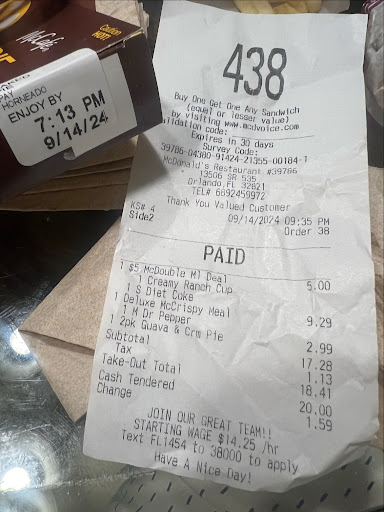 McCafé
Caution
HOT!
PAY
HORNEADO
ENJOY BY
7:13 PM
9/14/24
438
Buy One Get One Any Sandwich
(equal or lesser value)
by visiting www.mcdvoice.com
alidation code:
Expires in 30 days
Survey Code:
39786-04380-91424-21355-00184-1
McDonald's Restaurant #39786
13506 SR 535
Orlando, FL 32821
TEL# 6892459972
Thank You Valued Customer
KS# 4 09/14/2024 09:35 PM
Side2 Order 38
PAID
1 $5 McDouble Ml Deal 5.00
1 Creamy Ranch Cup
1 S Diet Coke
1 Deluxe McCrispy Meal 9.29
1 M Dr Pepper
1 2pk Guava & Crm Pie 2.99
Subtotal 17.28
Tax 1.13
Take-Out Total 18.41
Cash Tendered 20.00
Change 1.59
JOIN OUR GREAT TEAM!!
STARTING WAGE $14.25 /hr
Text FL1454 to 38000 to apply
Have A Nice Day!